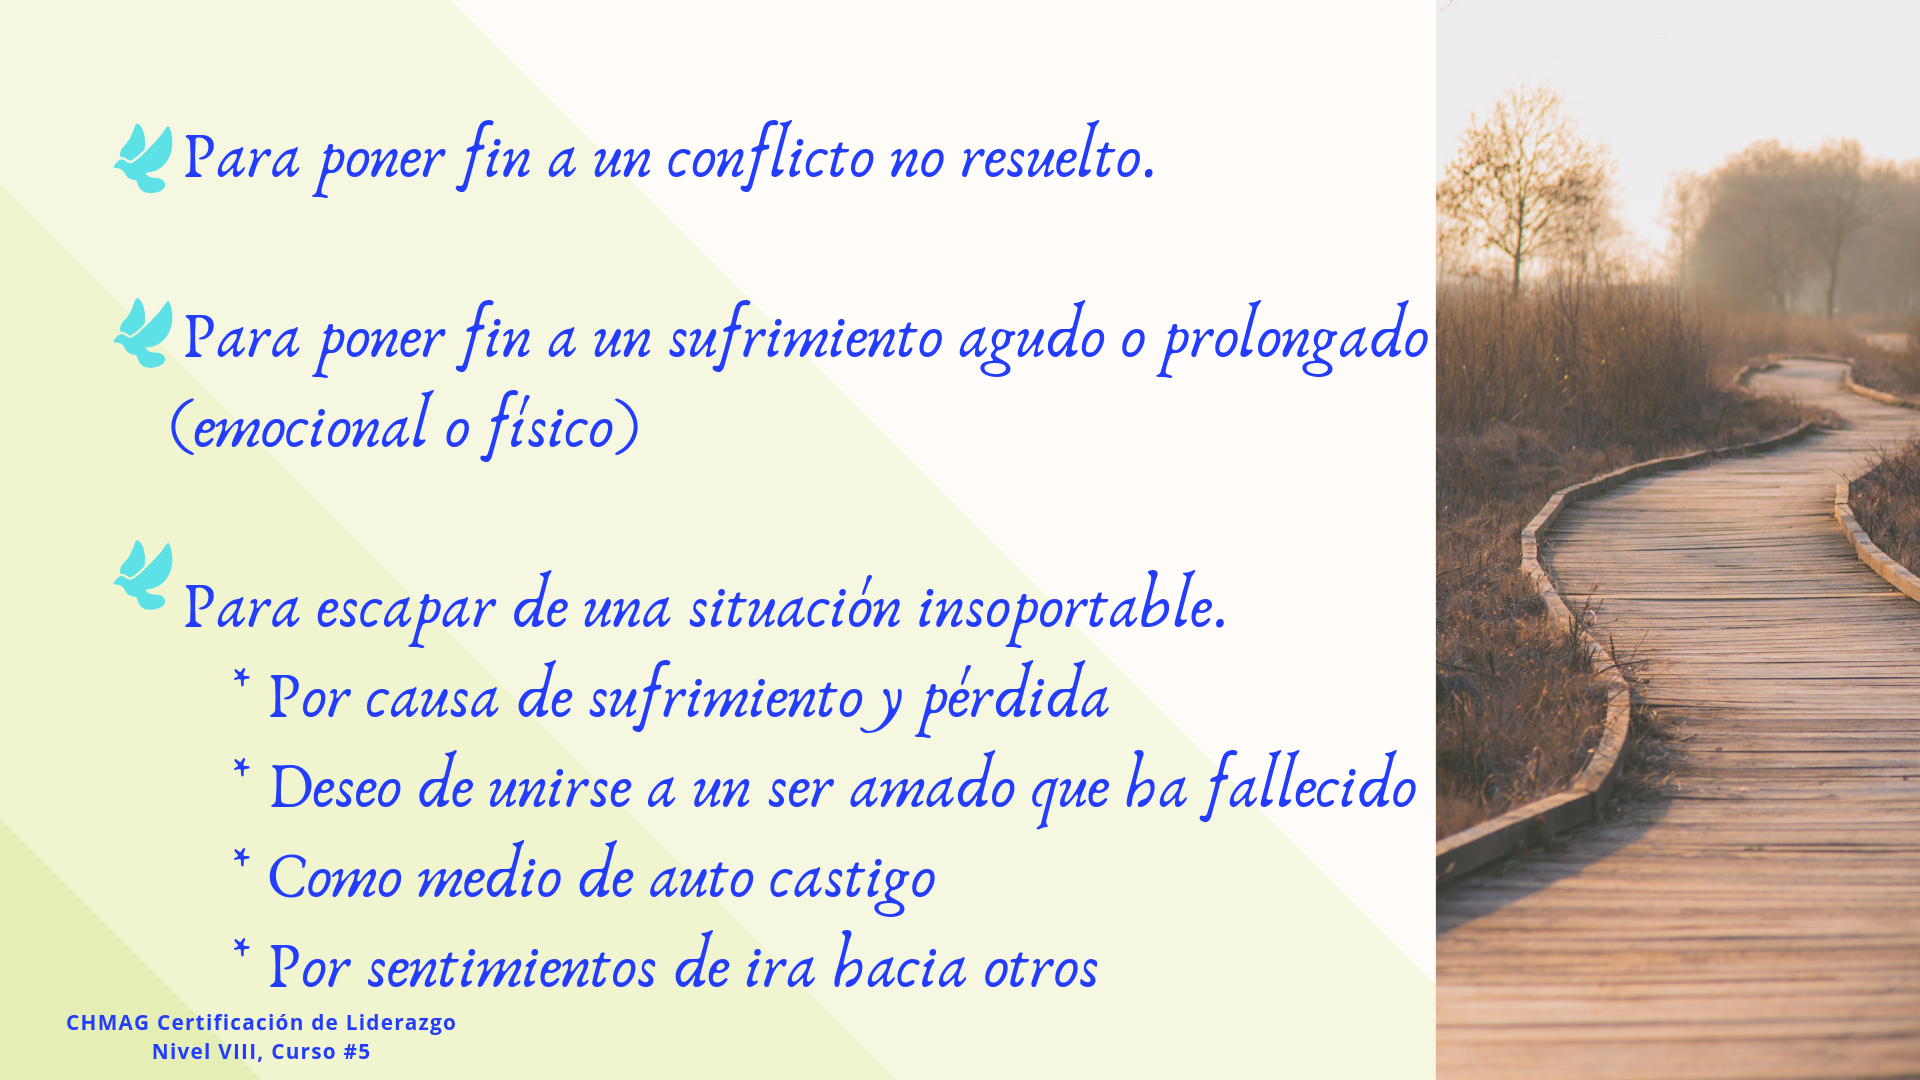 Para poner fin a un conflicto no resuelto.
Para poner fin a un sufrimiento agudo o prolongado
(emocional o físico)
Para escapar de una situación insoportable.
* Por causa de sufrimiento y pérdida
* Deseo de unirse a un ser amado que ha fallecido
* Como medio de auto castigo
* Por sentimientos de ira hacia otros
CHMAG Certificación de Liderazgo
Nivel VIII, Curso #5